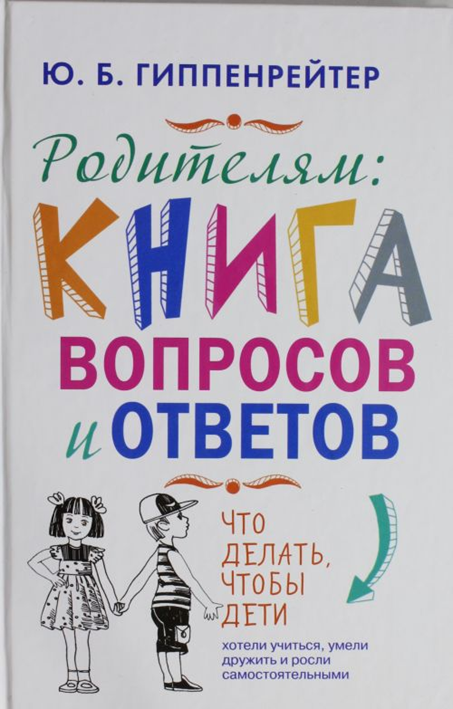 Ю. Б. ГИППЕНРЕЙТЕР
Родителям:
КНИГА
ВОПРОСОВ
и ОТВЕТОВ
ЧТО
ДЕЛАТЬ,
ЧТОБЫ
ДЕТИ
хотели учиться, умели
дружить и росли
самостоятельными